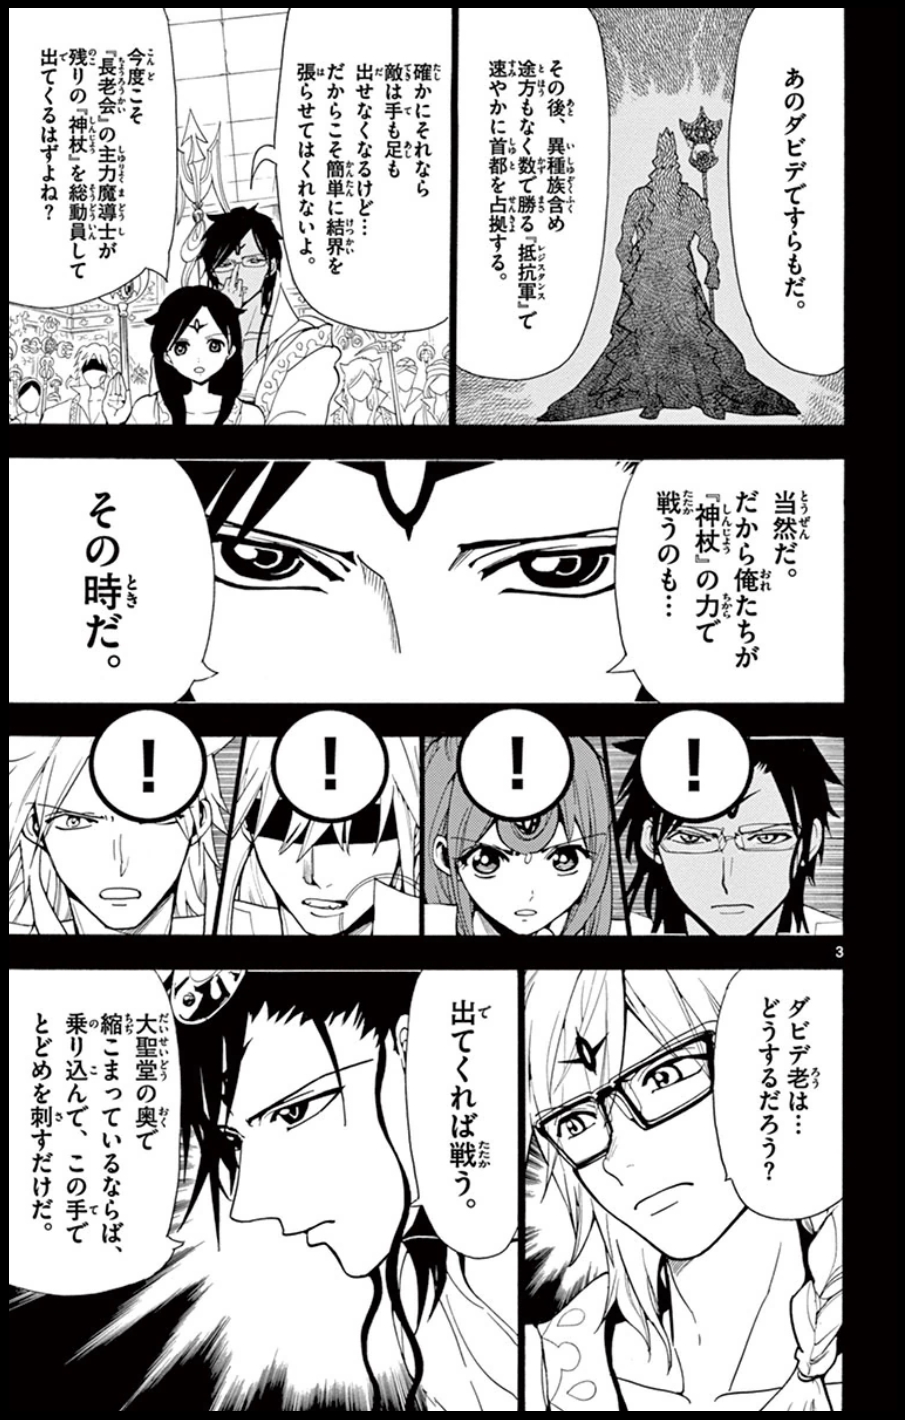 あのダビデですらもだ。
その後、異種族含め
途方もなく数で勝る『抵抗軍』で
速やかに首都を占拠する。
確かにそれなら
敵は手も足も
出せなくなるけど…
だからこそ簡単に結界を
張らせてはくれないよ。
今度こそ
『長老会』の主力魔導士が
残りの『神杖』を総動員して
出てくるはずよね?
当然だ。
だから俺たちが
『神杖』の力で
戦うのも…
その時だ。
!
!
!
!
3
ダビデ老は…
どうするだろう?
出てくれば戦う。
大聖堂の奥で
縮こまっているならば、
乗り込んで、この手で
とどめを刺すだけだ。